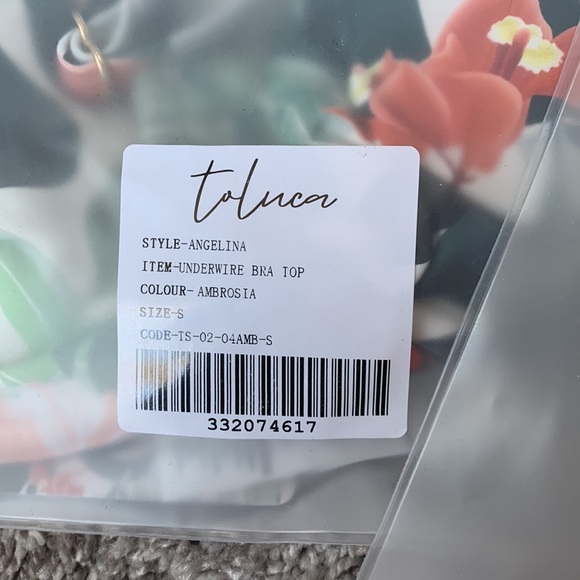 toluca
STYLE-ANGELINA
ITEM-UNDERWIRE BRA TOP
COLOUR- AMBROSIA
SIZE-S
CODE-TS-02-04AMB-S
332074617